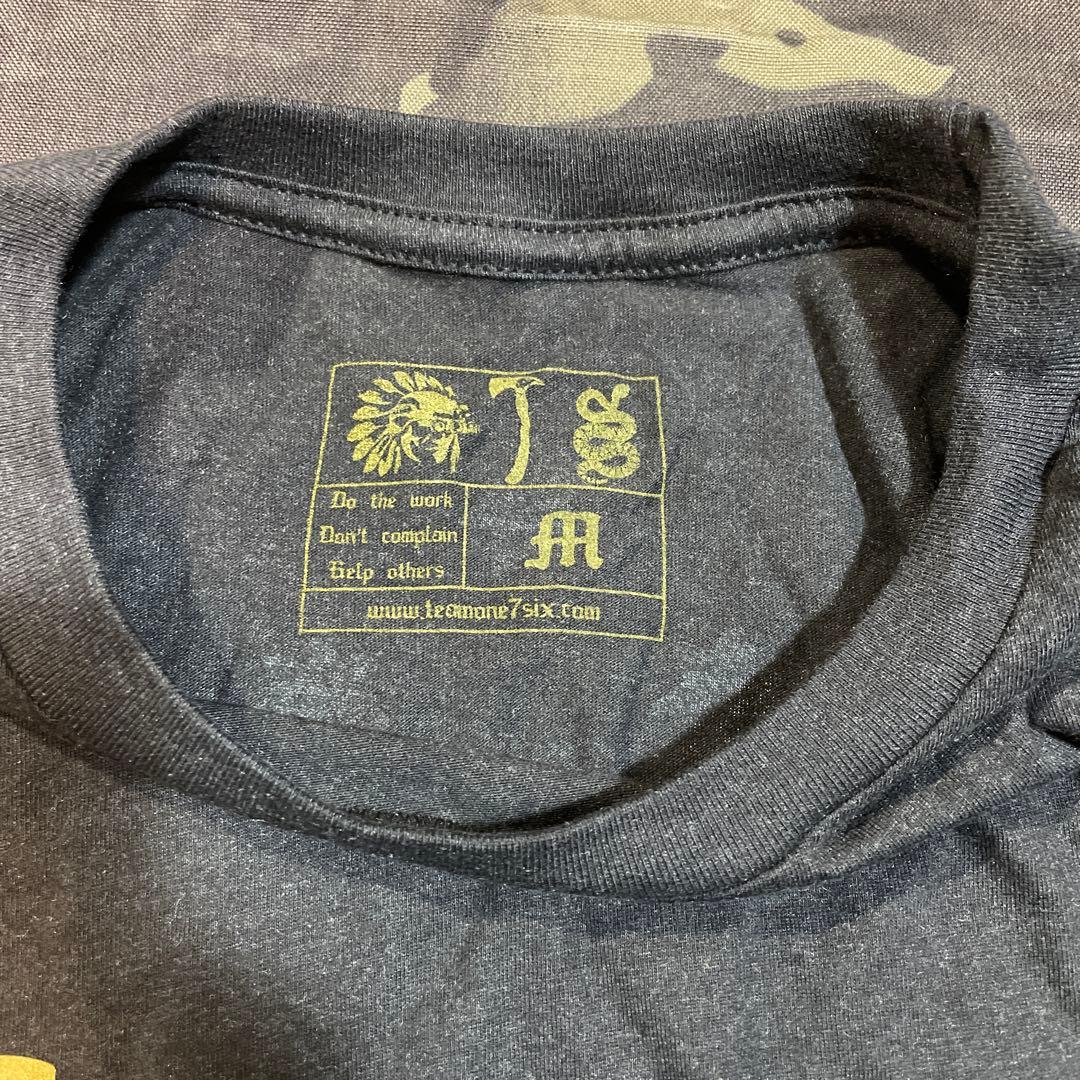 Do the work
Don't complain
Help others
M
www.teamone7six.com